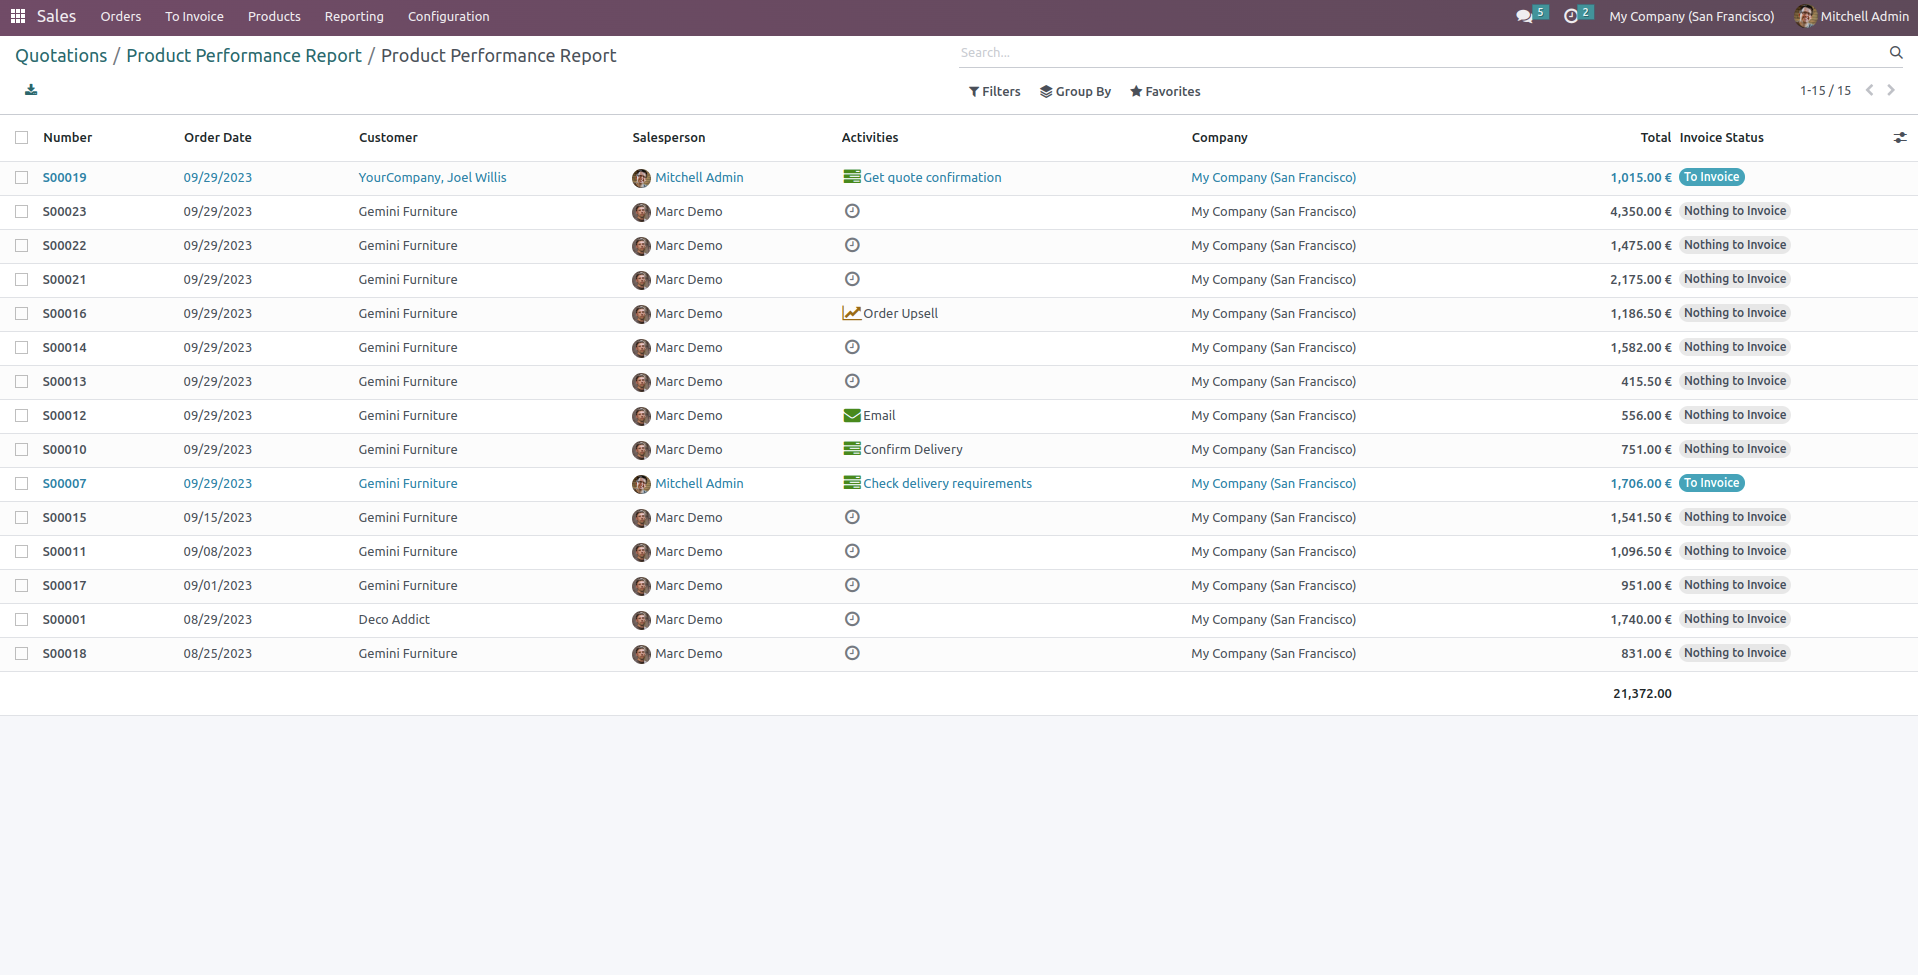 Sales Orders To Invoice Products Reporting Configuration 5 2 My Company (San Francisco) Mitchell Admin
Quotations / Product Performance Report / Product Performance Report Search...
Filters Group By Favorites 1-15 / 15
Number Order Date Customer Salesperson Activities Company Total Invoice Status
S00019 09/29/2023 YourCompany, Joel Willis Mitchell Admin Get quote confirmation My Company (San Francisco) 1,015.00 € To Invoice
S00023 09/29/2023 Gemini Furniture Marc Demo My Company (San Francisco) 4,350.00 € Nothing to Invoice
S00022 09/29/2023 Gemini Furniture Marc Demo My Company (San Francisco) 1,475.00 € Nothing to Invoice
S00021 09/29/2023 Gemini Furniture Marc Demo My Company (San Francisco) 2,175.00 € Nothing to Invoice
S00016 09/29/2023 Gemini Furniture Marc Demo Order Upsell My Company (San Francisco) 1,186.50 € Nothing to Invoice
S00014 09/29/2023 Gemini Furniture Marc Demo My Company (San Francisco) 1,582.00 € Nothing to Invoice
S00013 09/29/2023 Gemini Furniture Marc Demo My Company (San Francisco) 415.50 € Nothing to Invoice
S00012 09/29/2023 Gemini Furniture Marc Demo Email My Company (San Francisco) 556.00 € Nothing to Invoice
S00010 09/29/2023 Gemini Furniture Marc Demo Confirm Delivery My Company (San Francisco) 751.00 € Nothing to Invoice
S00007 09/29/2023 Gemini Furniture Mitchell Admin Check delivery requirements My Company (San Francisco) 1,706.00 € To Invoice
S00015 09/15/2023 Gemini Furniture Marc Demo My Company (San Francisco) 1,541.50 € Nothing to Invoice
S00011 09/08/2023 Gemini Furniture Marc Demo My Company (San Francisco) 1,096.50 € Nothing to Invoice
S00017 09/01/2023 Gemini Furniture Marc Demo My Company (San Francisco) 951.00 € Nothing to Invoice
S00001 08/29/2023 Deco Addict Marc Demo My Company (San Francisco) 1,740.00 € Nothing to Invoice
S00018 08/25/2023 Gemini Furniture Marc Demo My Company (San Francisco) 831.00 € Nothing to Invoice
21,372.00